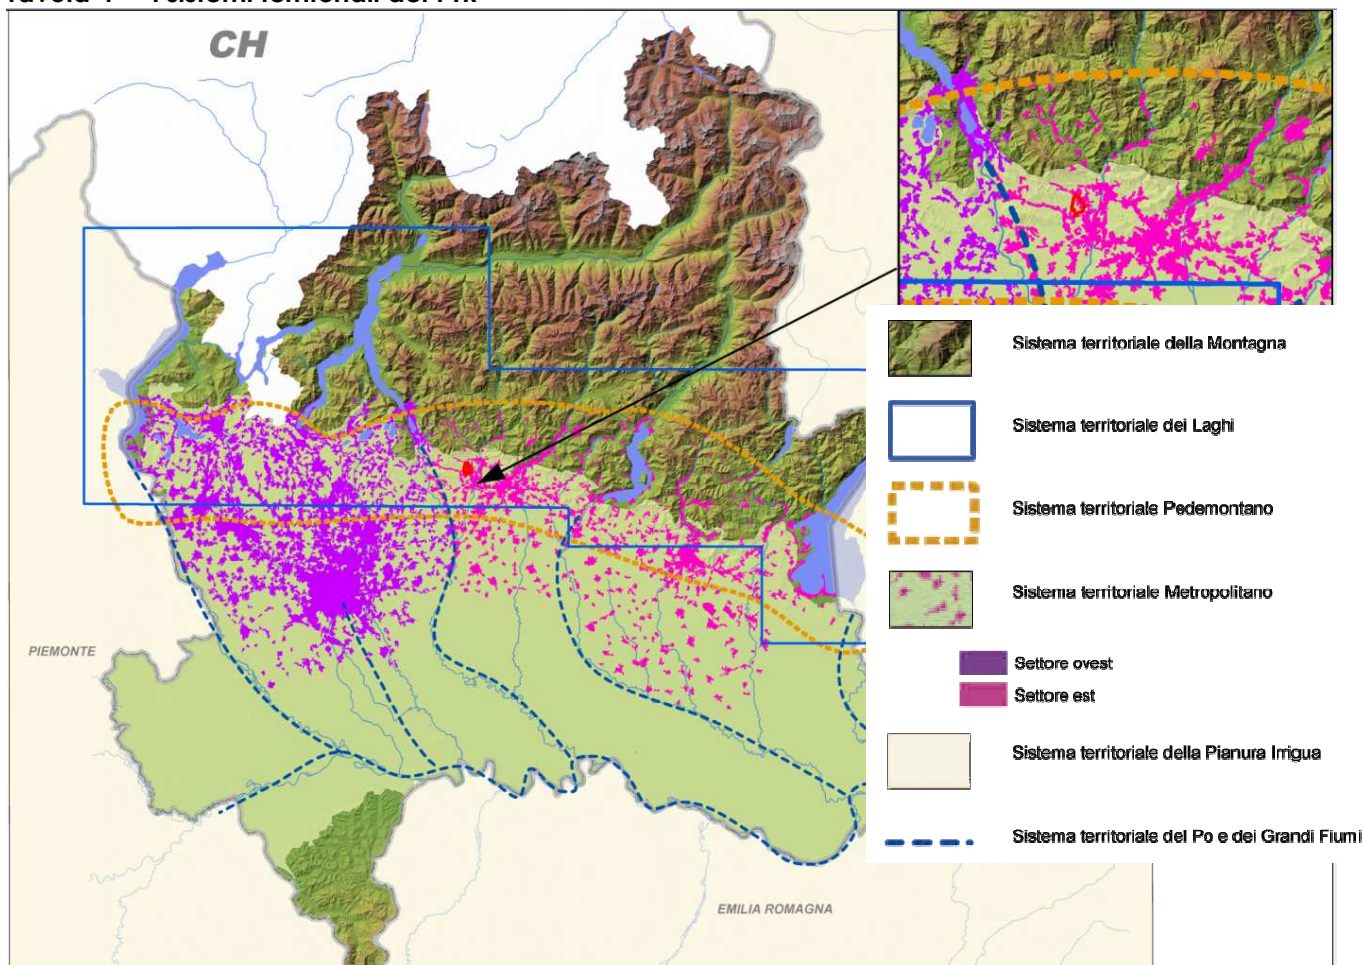 CH
Sistema territoriale della Montagna
Sistema territoriale dei Laghi
Sistema territoriale Pedemontano
Sistema territoriale Metropolitano
PIEMONTE
Settore ovest
Settore est
Sistema territoriale della Pianura Irrigua
Sistema territoriale del Po e dei Grandi Fiumi
EMILIA ROMAGNA